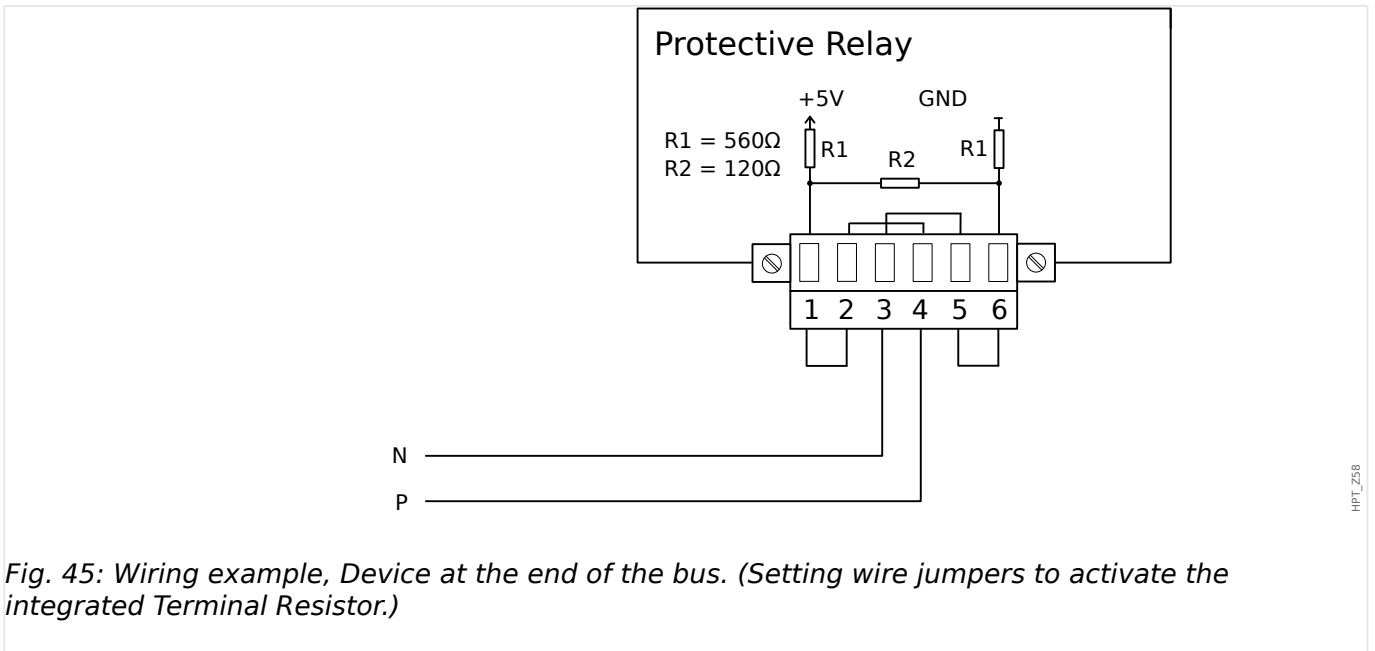 Protective Relay
+5V GND
R1 = 560Ω
R2 = 120Ω
R1 R2 R1
1 2 3 4 5 6
N
P
HPT_Z58
Fig. 45: Wiring example, Device at the end of the bus. (Setting wire jumpers to activate the
integrated Terminal Resistor.)